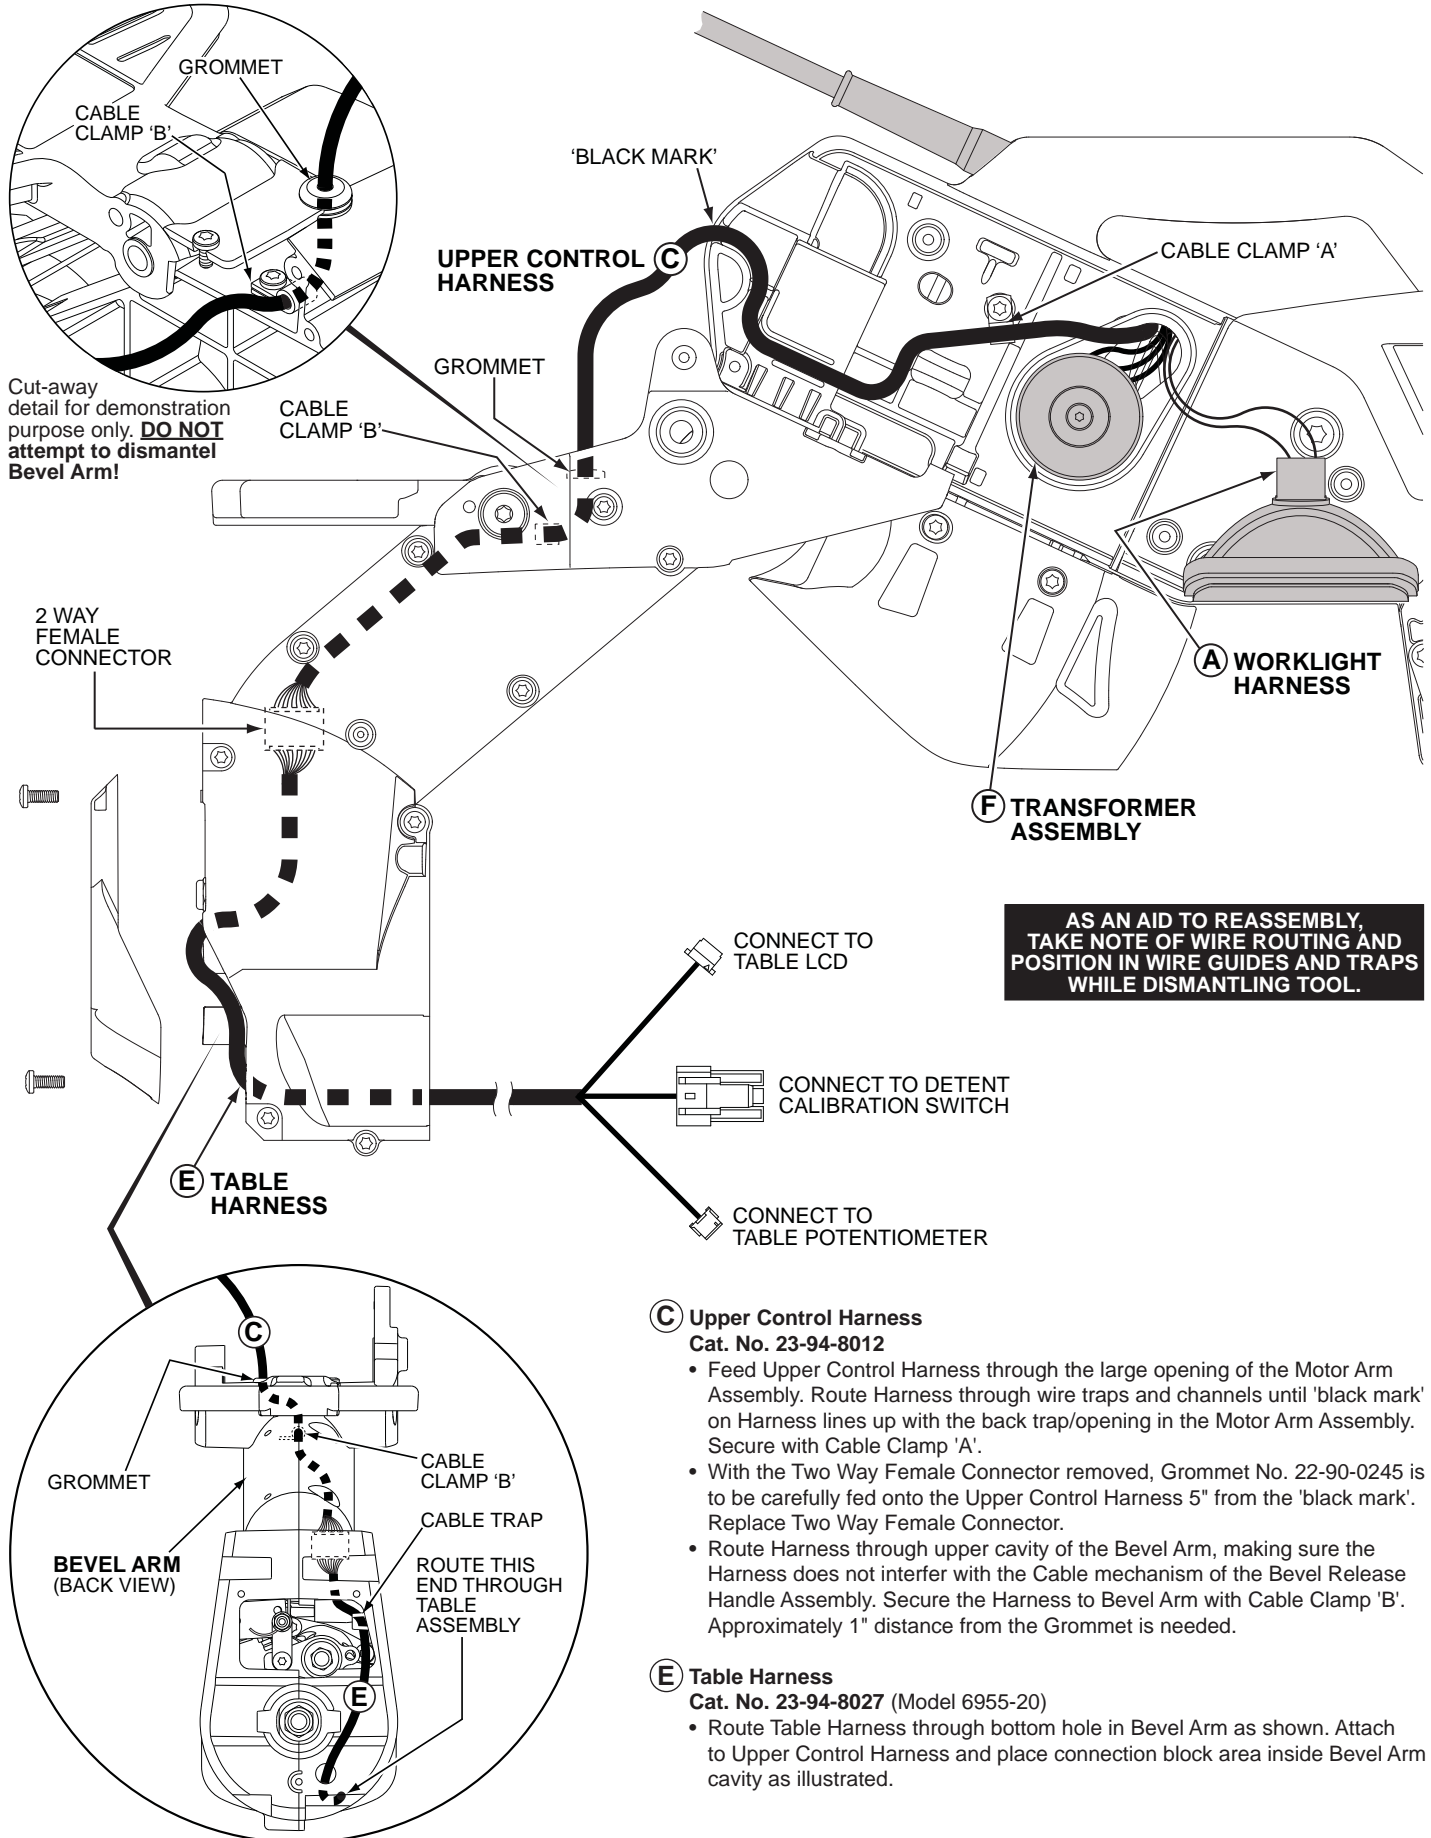 GROMMET
CABLE
CLAMP 'B'
Cut-away
detail for demonstration
purpose only. DO NOT
attempt to dismantel
Bevel Arm!
'BLACK MARK'
UPPER CONTROL C
HARNESS
CABLE CLAMP 'A'
GROMMET
CABLE
CLAMP 'B'
2 WAY
FEMALE
CONNECTOR
A WORKLIGHT
HARNESS
F TRANSFORMER
ASSEMBLY
AS AN AID TO REASSEMBLY,
TAKE NOTE OF WIRE ROUTING AND
POSITION IN WIRE GUIDES AND TRAPS
WHILE DISMANTLING TOOL.
CONNECT TO
TABLE LCD
CONNECT TO DETENT
CALIBRATION SWITCH
CONNECT TO
TABLE POTENTIOMETER
E TABLE
HARNESS
C
GROMMET
CABLE
CLAMP 'B'
CABLE TRAP
BEVEL ARM
(BACK VIEW)
ROUTE THIS
END THROUGH
TABLE
ASSEMBLY
E
C Upper Control Harness
Cat. No. 23-94-8012
• Feed Upper Control Harness through the large opening of the Motor Arm
Assembly. Route Harness through wire traps and channels until 'black mark'
on Harness lines up with the back trap/opening in the Motor Arm Assembly.
Secure with Cable Clamp 'A'.
• With the Two Way Female Connector removed, Grommet No. 22-90-0245 is
to be carefully fed onto the Upper Control Harness 5" from the 'black mark'.
Replace Two Way Female Connector.
• Route Harness through upper cavity of the Bevel Arm, making sure the
Harness does not interfer with the Cable mechanism of the Bevel Release
Handle Assembly. Secure the Harness to Bevel Arm with Cable Clamp 'B'.
Approximately 1" distance from the Grommet is needed.
E Table Harness
Cat. No. 23-94-8027 (Model 6955-20)
• Route Table Harness through bottom hole in Bevel Arm as shown. Attach
to Upper Control Harness and place connection block area inside Bevel Arm
cavity as illustrated.